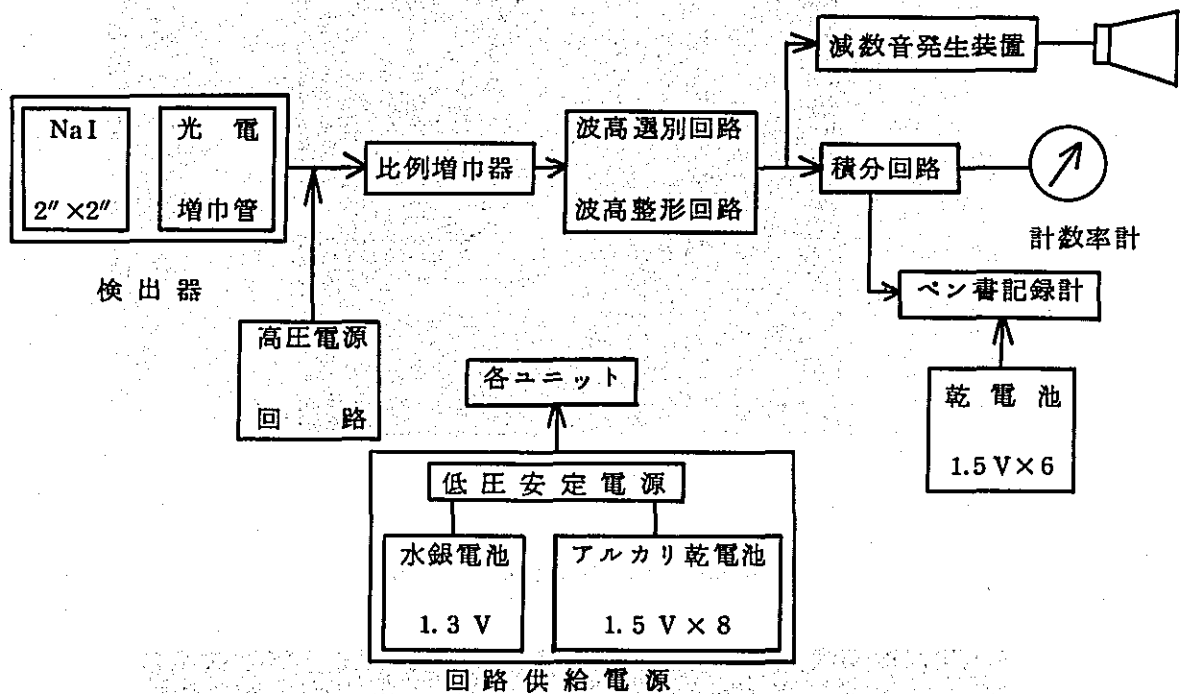 減数音発生装置
NaI
2″×2″
光電
増巾管
比例増巾器
波高選別回路
波高整形回路
積分回路
計数率計
検出器
ペン書記録計
高圧電源
回路
各ユニット
乾電池
1.5V×6
低圧安定電源
水銀電池
1.3V
アルカリ乾電池
1.5V×8
回路供給電源